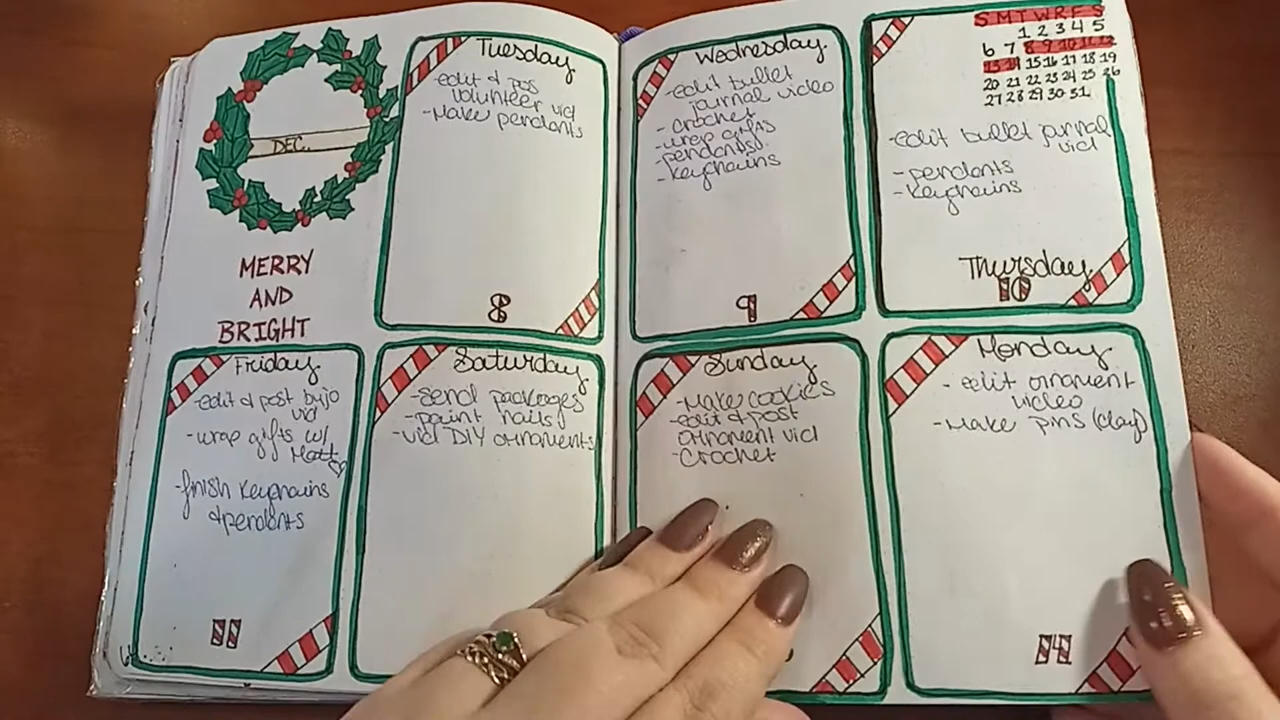 DEC.
MERRY
AND
BRIGHT
Tuesday
-edit & pos
volunteer vid
-Make pendants
8
Wednesday
-edit bullet
journal video
-crochet
-wrap gifts
-pendants!
-keychains
9
S M T W R F S
1 2 3 4 5
6 7 8 9 10 11 12
13 14 15 16 17 18 19
20 21 22 23 24 25 26
27 28 29 30 31
-edit bullet jurnal
vid
-pendants
-keychains
Thursday
10
Friday
-edit & post bujo
vid
-wrap gifts w/
Matt
-finish keychains
& pendants
11
Saturday
-send packages
-paint nails
-vid DIY ornaments
Sunday
-Make cookies
-edit & post
ornament vid
-Crochet
Monday
-edit ornament
video
-Make pins (clay)
14